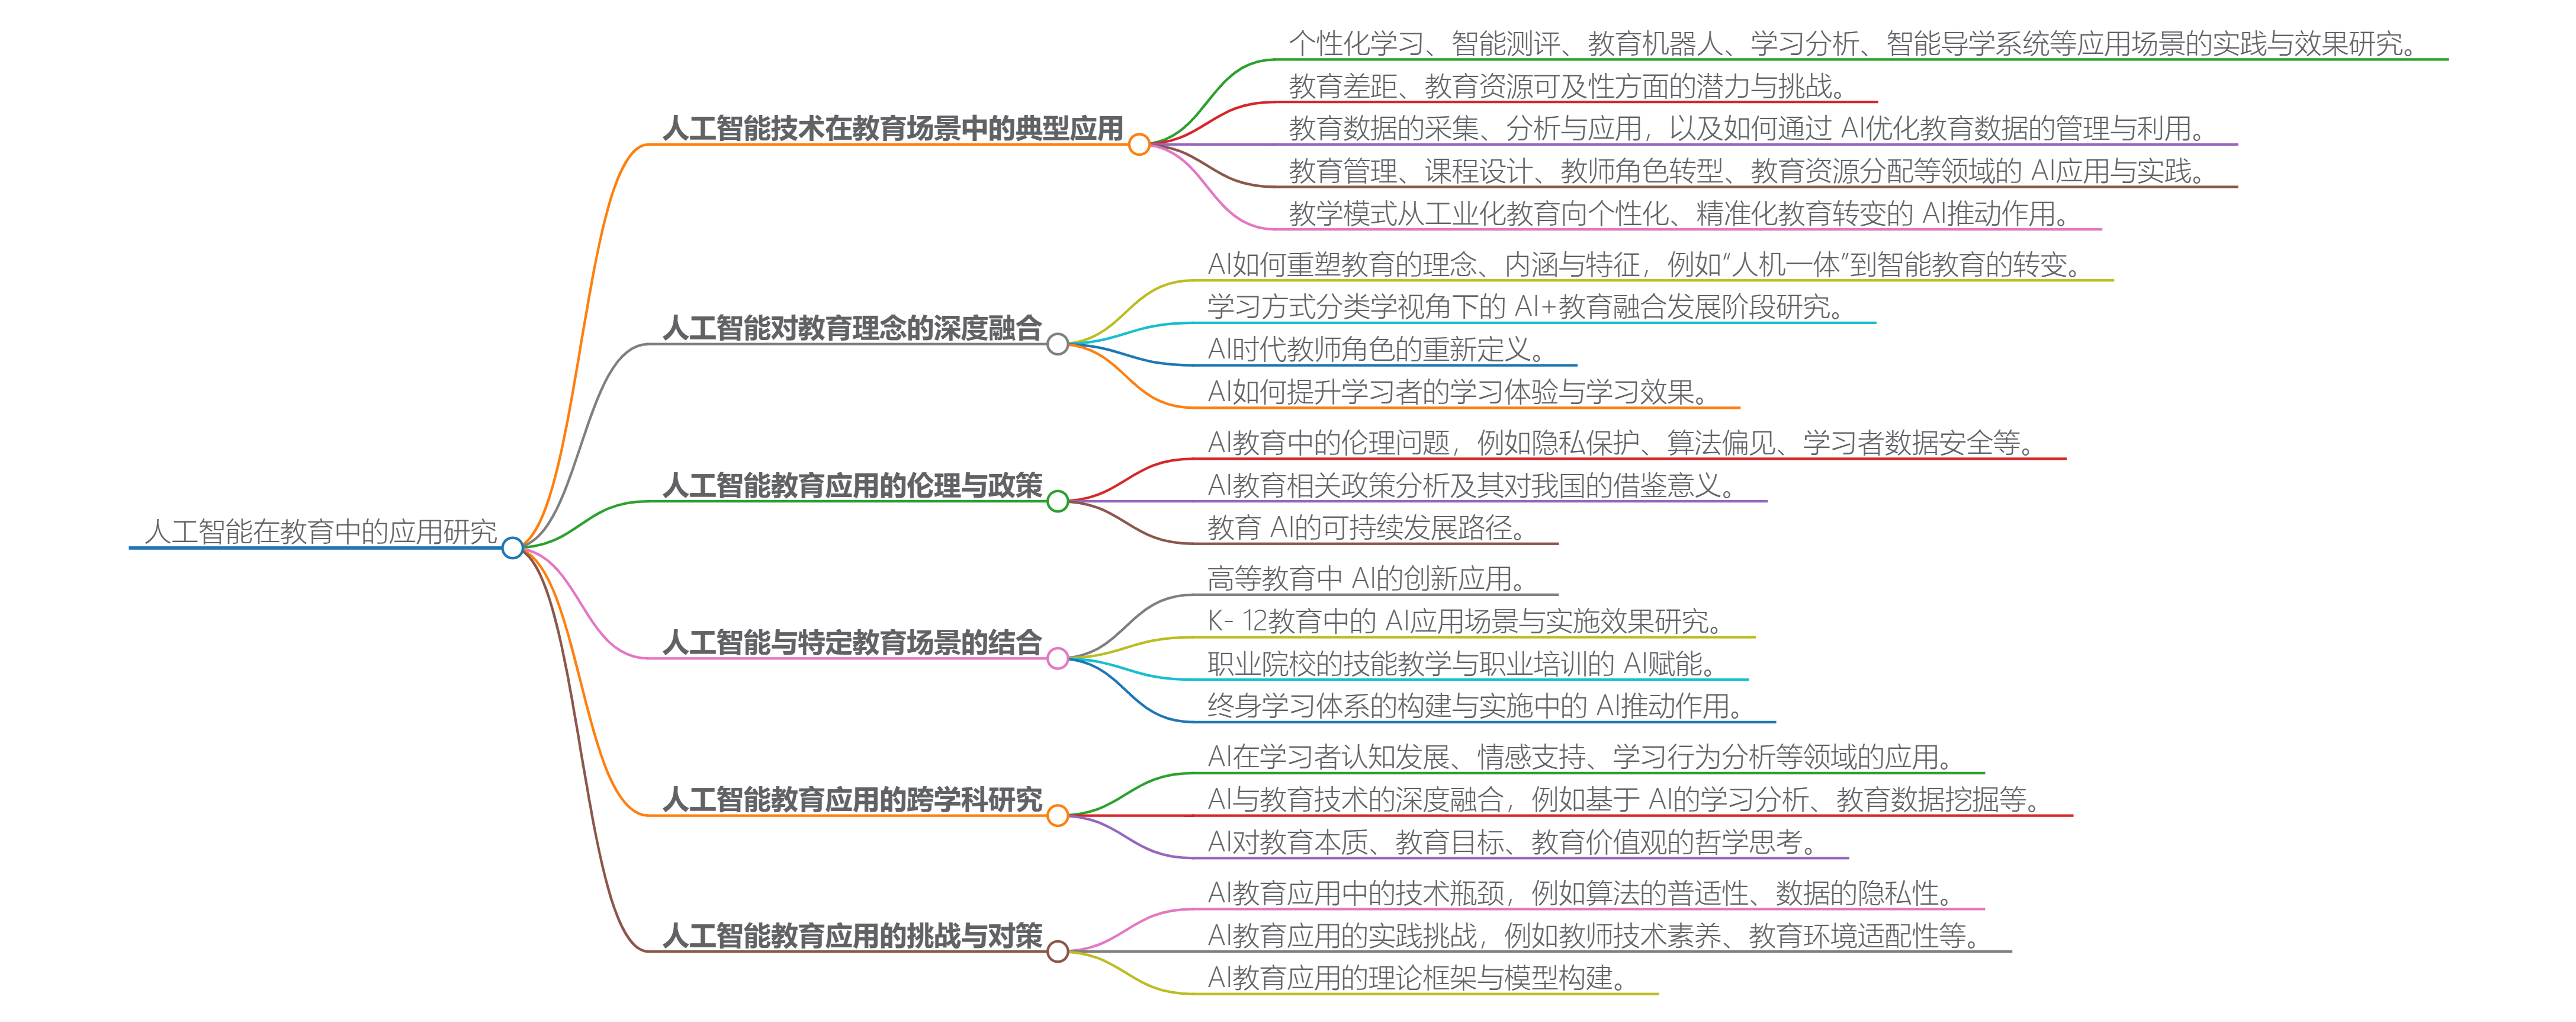 人工智能在教育中的应用研究
人工智能技术在教育场景中的典型应用
个性化学习、智能测评、教育机器人、学习分析、智能导学系统等应用场景的实践与效果研究。
教育差距、教育资源可及性方面的潜力与挑战。
教育数据的采集、分析与应用，以及如何通过 AI优化教育数据的管理与利用。
教育管理、课程设计、教师角色转型、教育资源分配等领域的 AI应用与实践。
教学模式从工业化教育向个性化、精准化教育转变的 AI推动作用。
人工智能对教育理念的深度融合
AI如何重塑教育的理念、内涵与特征，例如“人机一体”到智能教育的转变。
学习方式分类学视角下的 AI+教育融合发展阶段研究。
AI时代教师角色的重新定义。
AI如何提升学习者的学习体验与学习效果。
人工智能教育应用的伦理与政策
AI教育中的伦理问题，例如隐私保护、算法偏见、学习者数据安全等。
AI教育相关政策分析及其对我国的借鉴意义。
教育 AI的可持续发展路径。
人工智能与特定教育场景的结合
高等教育中 AI的创新应用。
K- 12教育中的 AI应用场景与实施效果研究。
职业院校的技能教学与职业培训的 AI赋能。
终身学习体系的构建与实施中的 AI推动作用。
人工智能教育应用的跨学科研究
AI在学习者认知发展、情感支持、学习行为分析等领域的应用。
AI与教育技术的深度融合，例如基于 AI的学习分析、教育数据挖掘等。
AI对教育本质、教育目标、教育价值观的哲学思考。
人工智能教育应用的挑战与对策
AI教育应用中的技术瓶颈，例如算法的普适性、数据的隐私性。
AI教育应用的实践挑战，例如教师技术素养、教育环境适配性等。
AI教育应用的理论框架与模型构建。